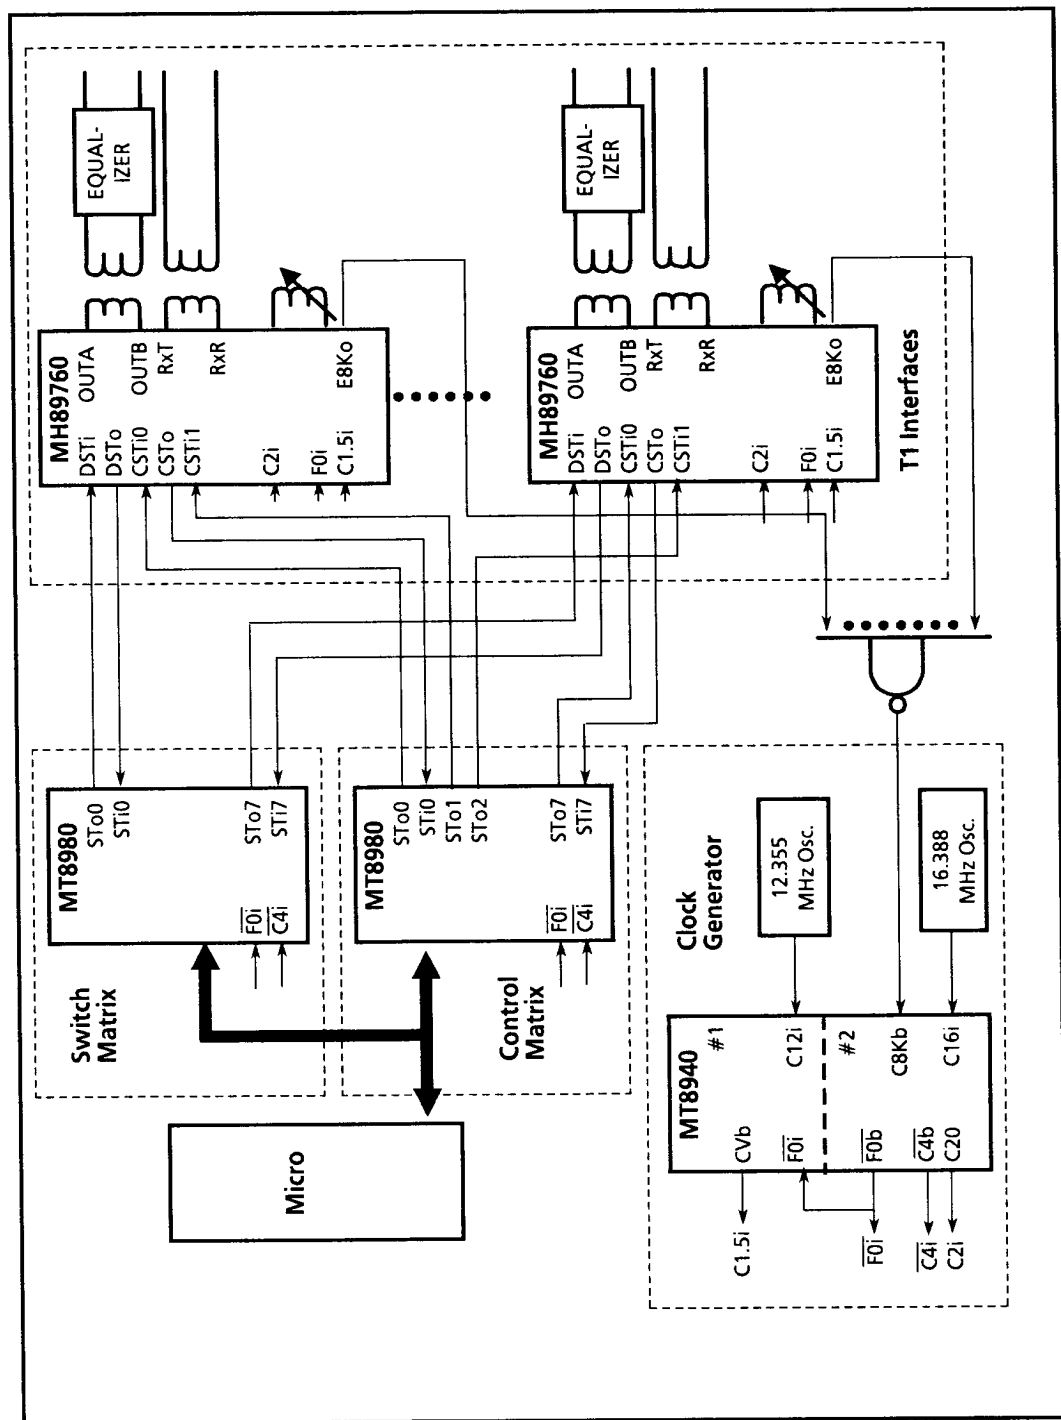 Micro
Switch
Matrix
MT8980
STo0
STi0
F0i
C4i
STo7
STi7
Control
Matrix
MT8980
STo0
STi0
STo1
STo2
F0i
C4i
STo7
STi7
MH89760
DSTi
OUTA
DSTo
CSTi0
OUTB
CSTo
RxT
CSTi1
RxR
C2i
F0i
C1.5i
E8Ko
EQUAL-
IZER
MH89760
DSTi
OUTA
DSTo
CSTi0
OUTB
CSTo
RxT
CSTi1
RxR
C2i
F0i
C1.5i
E8Ko
EQUAL-
IZER
T1 Interfaces
Clock
Generator
MT8940
C1.5i
CVb
#1
F0i
C12i
12.355
MHz Osc.
#2
F0i
F0b
C8Kb
C4i
C4b
C2i
C20
C16i
16.388
MHz Osc.